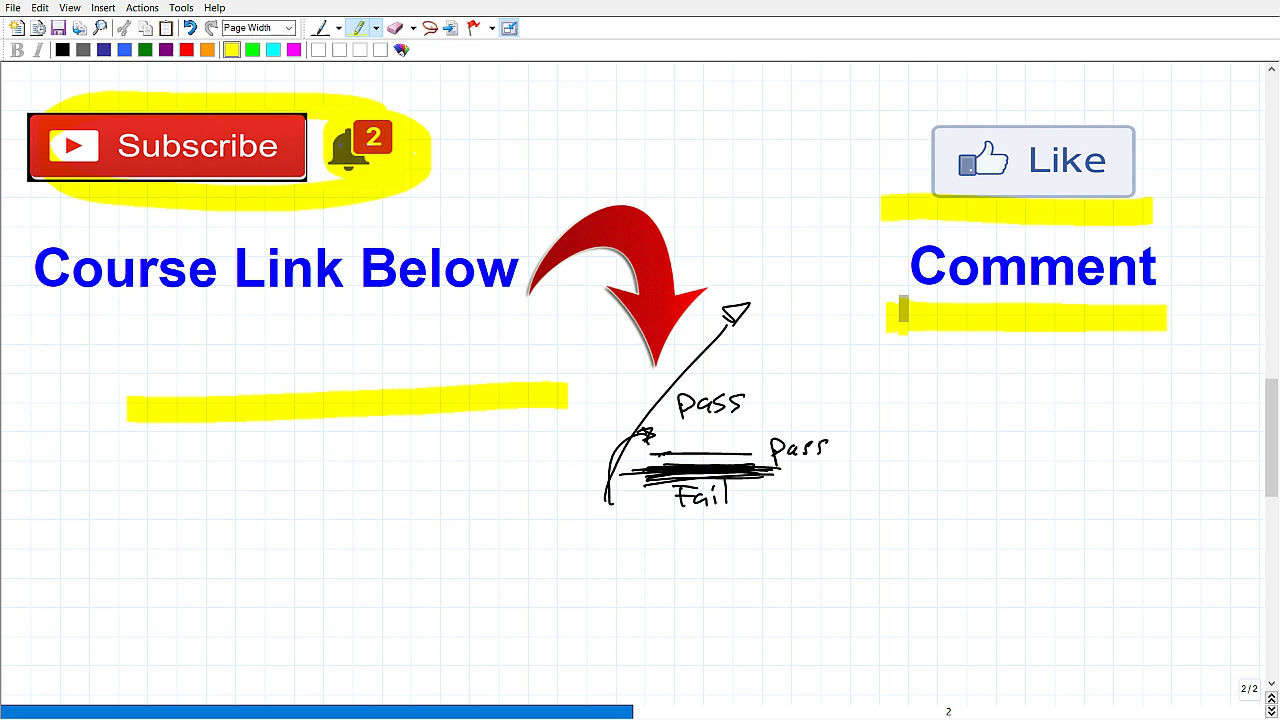 File Edit View Insert Actions Tools Help
Page Width
B I
Subscribe 2
Like
Course Link Below
Comment
pass
pass
Fail
2/2
2